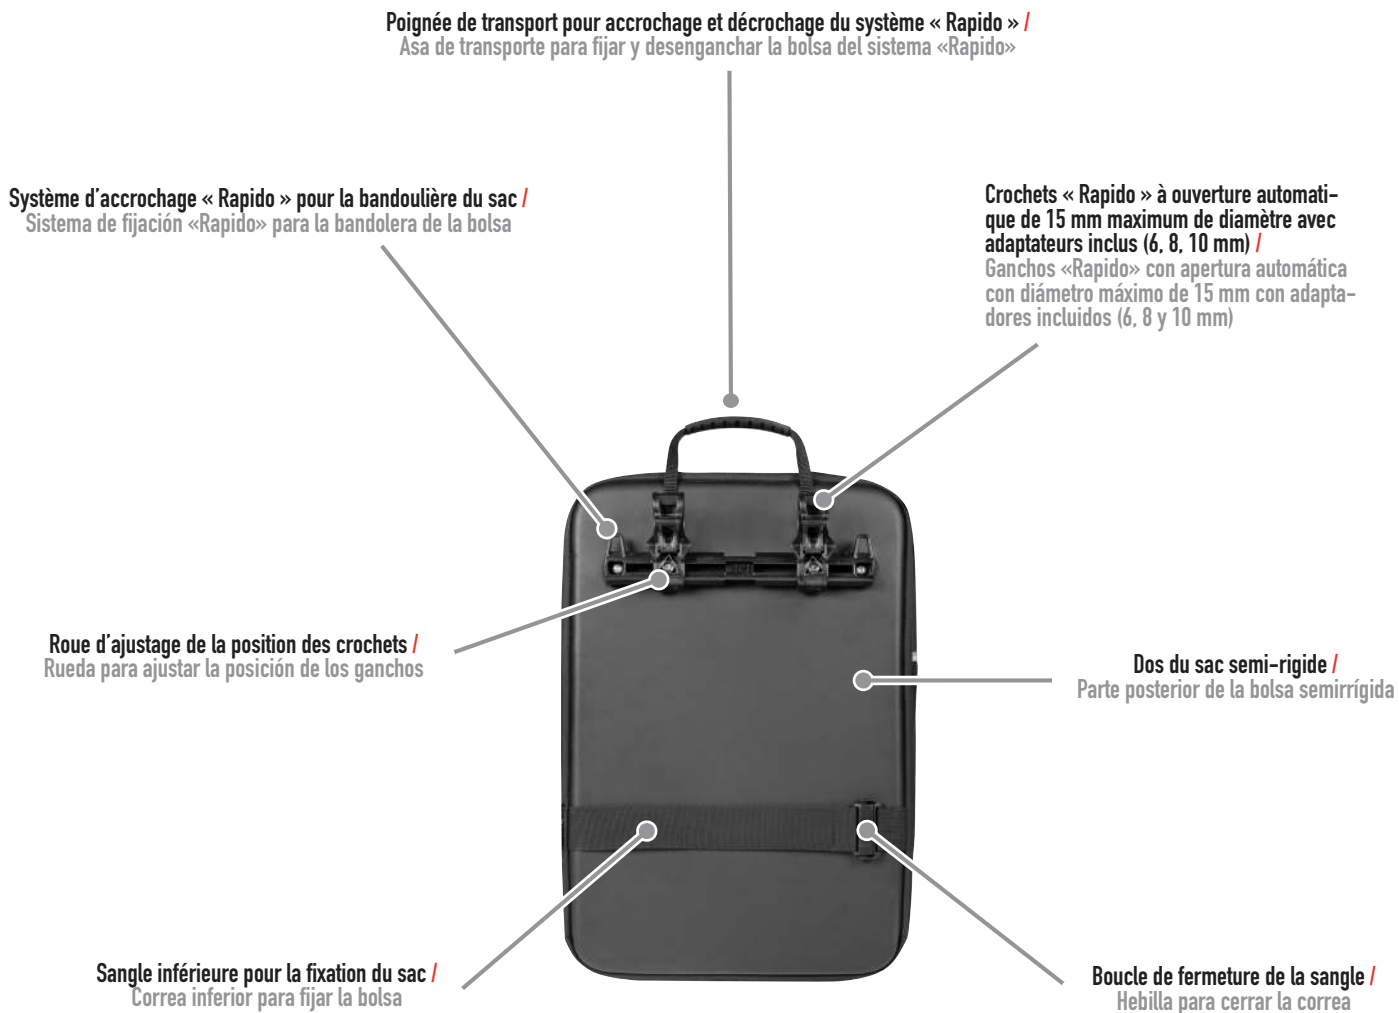 Poignée de transport pour accrochage et décrochage du système « Rapido » /
Asa de transporte para fijar y desenganchar la bolsa del sistema «Rapido»
Système d'accrochage « Rapido » pour la bandoulière du sac /
Sistema de fijación «Rapido» para la bandolera de la bolsa
Crochets « Rapido » à ouverture automati-
que de 15 mm maximum de diamètre avec
adaptateurs inclus (6, 8, 10 mm) /
Ganchos «Rapido» con apertura automática
con diámetro máximo de 15 mm con adapta-
dores incluidos (6, 8 y 10 mm)
Roue d'ajustage de la position des crochets /
Rueda para ajustar la posición de los ganchos
Dos du sac semi-rigide /
Parte posterior de la bolsa semirrígida
Sangle inférieure pour la fixation du sac /
Correa inferior para fijar la bolsa
Boucle de fermeture de la sangle /
Hebilla para cerrar la correa